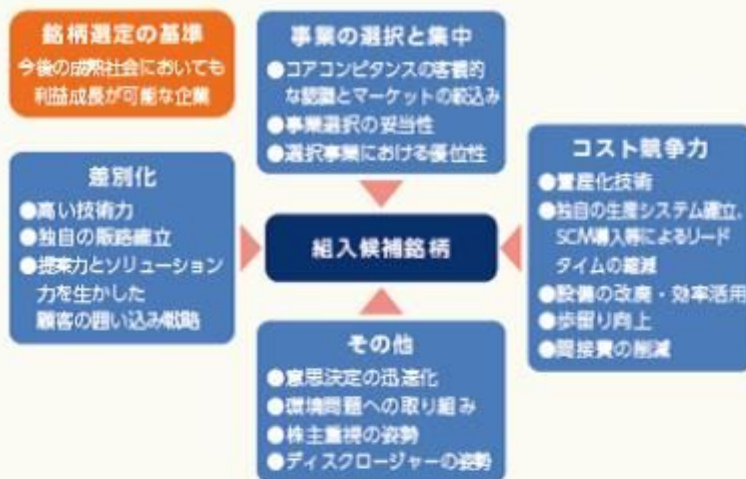 銘柄選定の基準
今後の成熟社会においても
利益成長が可能な企業
事業の選択と集中
●コアコンピタンスの客観的
な認識とマーケットの絞込み
●事業選択の妥当性
●選択事業における優位性
差別化
●高い技術力
●独自の販路確立
●提案力とソリューション
力を生かした
顧客の囲い込み戦略
組入候補銘柄
コスト競争力
●量産化技術
●独自の生産システム確立、
SCM導入等によるリード
タイムの縮減
●設備の改廃・効率活用
●歩留り向上
●間接費の削減
その他
●意思決定の迅速化
●環境問題への取り組み
●株主重視の姿勢
●ディスクロージャーの姿勢